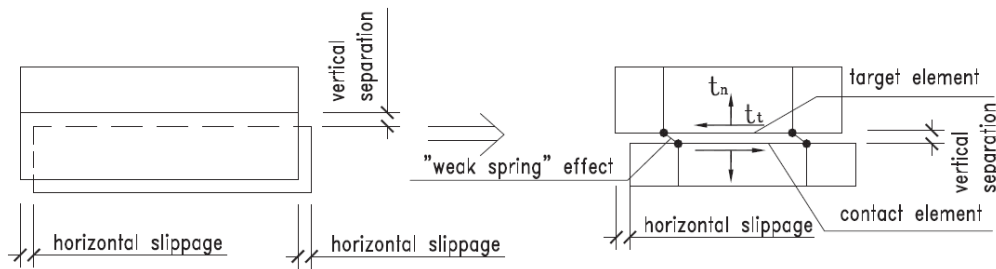 vertical
separation
horizontal slippage
horizontal slippage
"weak spring" effect
tn
tt
target element
vertical
separation
contact element
horizontal slippage